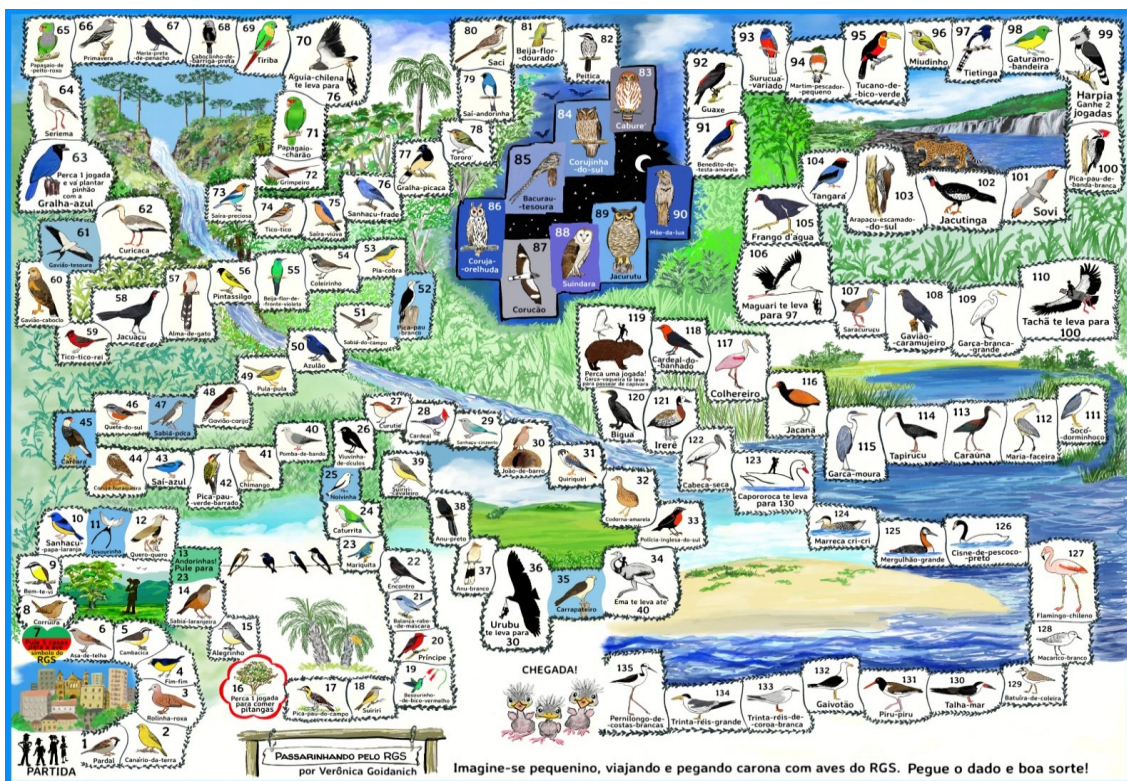 65
Papagaio-de-
peito-roxo
66
Primavera
67
Maria-preta-
de-penacho
68
Caboclinho-de-
barriga-preta
69
Tiriba
70
Águia-chilena
te leva para
76
64
Seriema
71
Papagaio-
-charão
63
Perca 1 jogada
e vá plantar
pinhão
com a
Gralha-azul
72
Grimpeiro
73
Saíra-preciosa
74
Tico-tico
75
Saíra-viúva
76
Sanhaçu-frade
77
Gralha-picaça
78
Tororó
79
Saí-andorinha
80
Saci
81
Beija-flor-
-dourado
82
Peitica
83
Caburé
84
Corujinha-
-do-sul
85
Bacurau-
-tesoura
86
Coruja-
-orelhuda
87
Corucão
88
Suindara
89
Jacurutu
90
Mãe-da-lua
91
Benedito-de-
testa-amarela
92
Guaxe
93
Surucuá-
-variado
94
Martim-pescador-
-pequeno
95
Tucano-de-
-bico-verde
96
Miudinho
97
Tietinga
98
Gaturamo-
-bandeira
99
Harpia
Ganhe 2
jogadas
100
Pica-pau-de-
banda-branca
101
Sovi
102
Jacutinga
103
Arapaçu-escamado-
-do-sul
104
Tangará
105
Frango d'água
106
Maguari te leva
para 97
107
Saracuruçu
108
Gavião-
-caramujeiro
109
Garça-branca-
-grande
110
Tachã te leva para
100
62
Curicaca
61
Gavião-tesoura
60
Gavião-caboclo
59
Tico-tico-rei
58
Jacuaçu
57
Alma-de-gato
56
Pintassilgo
55
Beija-flor-de-
-fronte-violeta
54
Coleirinho
53
Pia-cobra
52
Pica-pau
branco
51
Sabiá-do-campo
50
Azulão
49
Pula-pula
48
Gavião-carijó
47
Sabiá-póca
46
Quete-do-sul
45
Carcará
44
Coruja-buraqueira
43
Saí-azul
42
Pica-pau-
-verde-barrado
41
Chimango
40
Pomba-de-bando
39
Suiriri-
cavaleiro
38
Anu-preto
37
Anu-branco
36
Urubu
te leva para
30
35
Carrapateiro
34
Ema te leva até
40
33
Polícia-inglesa-do-sul
32
Codorna-amarela
31
Quiriquiri
30
João-de-barro
29
Sanhaçu-cinzento
28
Cardeal
27
Curutié
26
Viuvinha-
de-óculos
25
Noivinha
24
Caturrita
23
Mariquita
22
Encontro
21
Balança-rabo-
de-máscara
20
Príncipe
19
Besourinho-
de-bico-vermelho
18
Suiriri
17
Pica-pau-do-campo
16
Perca 1 jogada
para comer
pitangas
15
Alegrinho
14
Sabiá-laranjeira
13
Andorinhas!
Pule para
23
12
Quero-quero
11
Tesourinha
10
Sanhaçu-
-papa-laranja
9
Bem-te-vi
8
Corruíra
7
símbolo do
RGS
6
Asa-de-telha
5
Cambacica
Fim-fim
3
Rolinha-roxa
2
Canário-da-terra
1
Pardal
PARTIDA
119
Perca uma jogada!
Garça-vaqueira te leva
para passear de capivara
118
Cardeal-do-
-banhado
117
Colhereiro
116
Jacanã
115
Garça-moura
114
Tapirucu
113
Caraúna
112
Maria-faceira
111
Socó-
-dorminhoco
120
Biguá
121
Irerê
122
Cabeça-seca
123
Capororoca te leva
para 130
124
Marreca cri-cri
125
Mergulhão-grande
126
Cisne-de-pescoço-
-preto
127
Flamingo-chileno
128
Maçarico-branco
129
Batuíra-de-coleira
130
Talha-mar
131
Piru-piru
132
Gaivotão
133
Trinta-réis-de-
-coroa-branca
134
Trinta-réis-grande
135
Pernilongo-de-
-costas-brancas
CHEGADA!
PASSARINHANDO PELO RGS
por Verônica Goidanich
Imagine-se pequenino, viajando e pegando carona com aves do RGS. Pegue o dado e boa sorte!